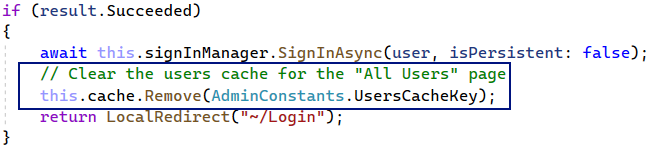 if (result.Succeeded)
{
    await this.signInManager.SignInAsync(user, isPersistent: false);
    // Clear the users cache for the "All Users" page
    this.cache.Remove(AdminConstants.UsersCacheKey);
    return LocalRedirect("~/Login");
}